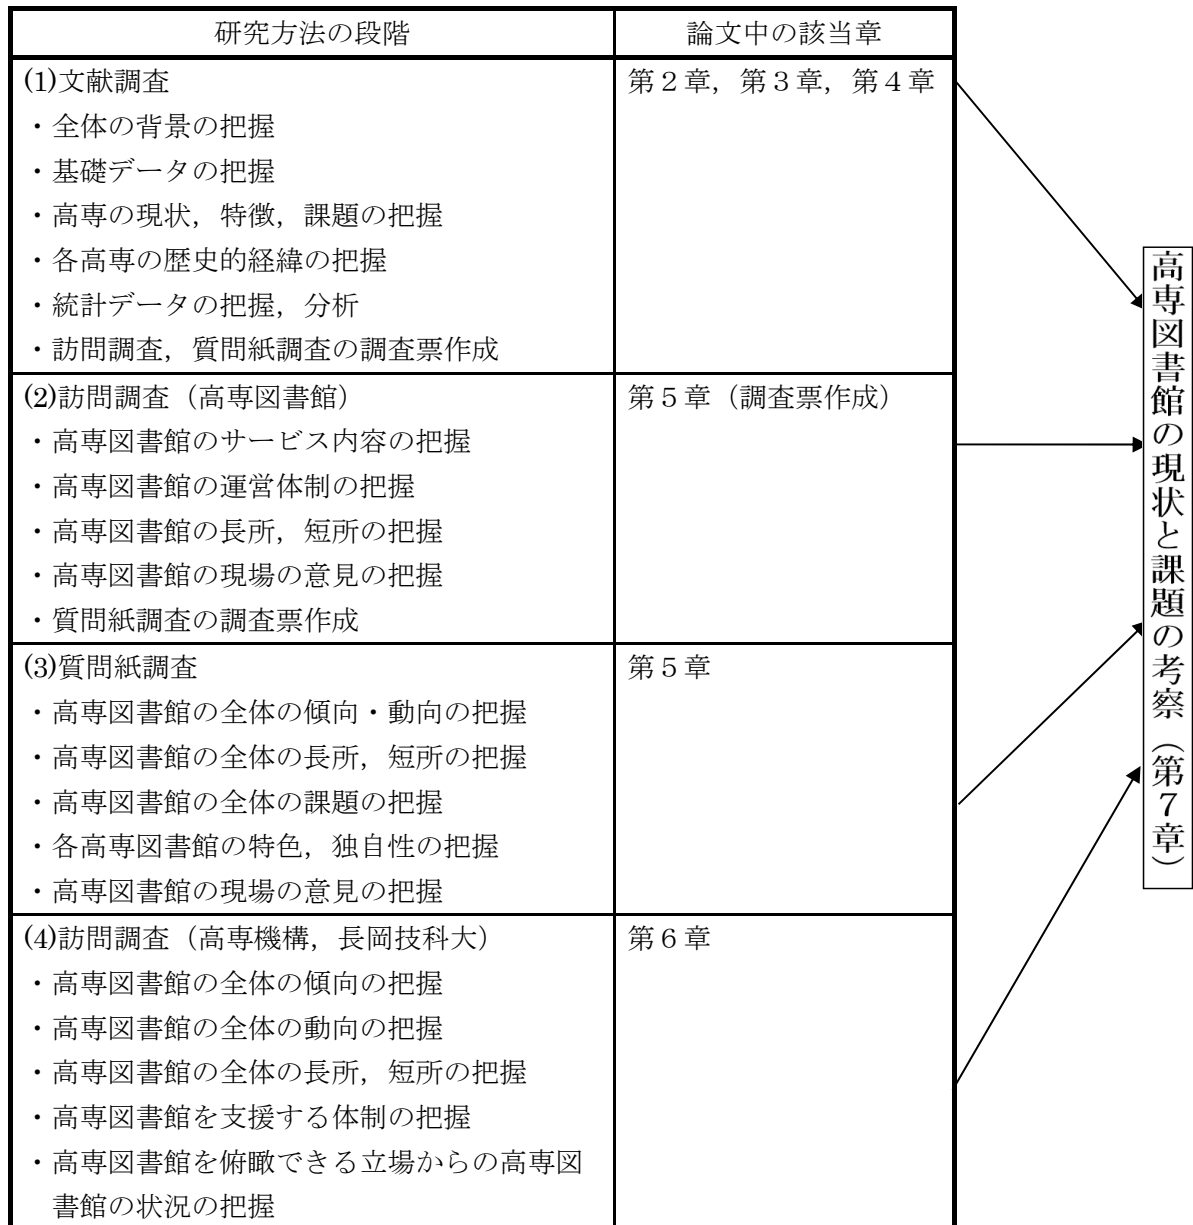 研究方法の段階
論文中の該当章
(1)文献調査
第２章，第３章，第４章
・全体の背景の把握
・基礎データの把握
・高専の現状，特徴，課題の把握
・各高専の歴史的経緯の把握
・統計データの把握，分析
・訪問調査，質問紙調査の調査票作成
(2)訪問調査（高専図書館）
第５章（調査票作成）
・高専図書館のサービス内容の把握
・高専図書館の運営体制の把握
・高専図書館の長所，短所の把握
・高専図書館の現場の意見の把握
・質問紙調査の調査票作成
(3)質問紙調査
第５章
・高専図書館の全体の傾向・動向の把握
・高専図書館の全体の長所，短所の把握
・高専図書館の全体の課題の把握
・各高専図書館の特色，独自性の把握
・高専図書館の現場の意見の把握
(4)訪問調査（高専機構，長岡技科大）
第６章
・高専図書館の全体の傾向の把握
・高専図書館の全体の動向の把握
・高専図書館の全体の長所，短所の把握
・高専図書館を支援する体制の把握
・高専図書館を俯瞰できる立場からの高専図
書館の状況の把握
高専図書館の現状と課題の考察（第７章）